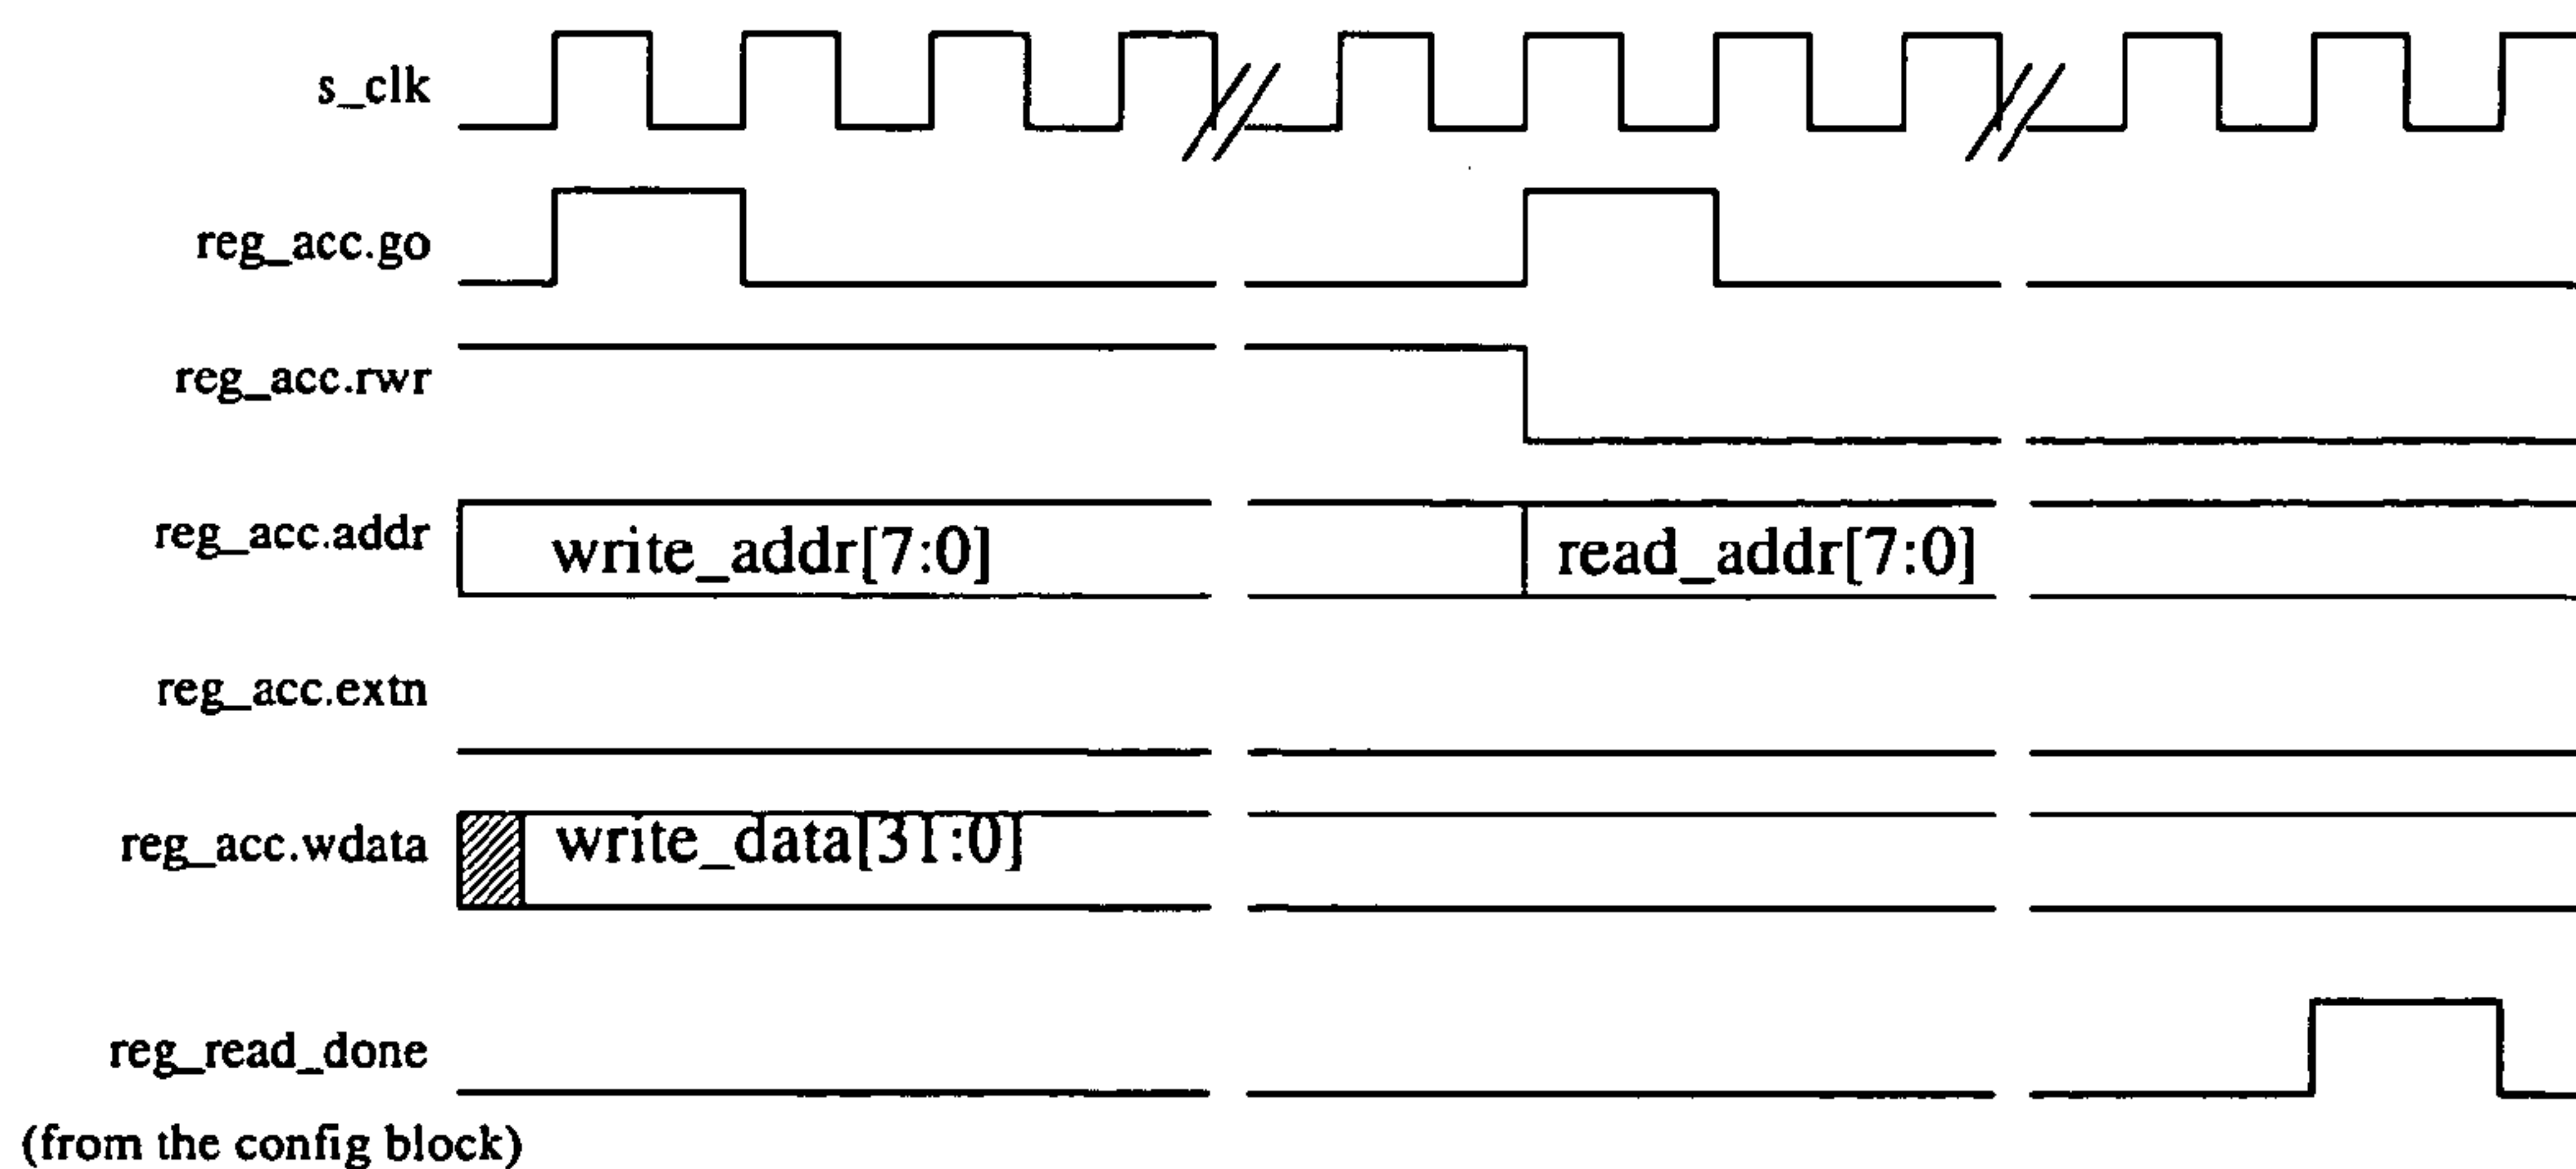 s_clk
reg_acc.go
reg_acc.rwr
reg_acc.addr
write_addr[7:0]
read_addr[7:0]
reg_acc.extn
reg_acc.wdata
write_data[31:0]
reg_read_done
(from the config block)